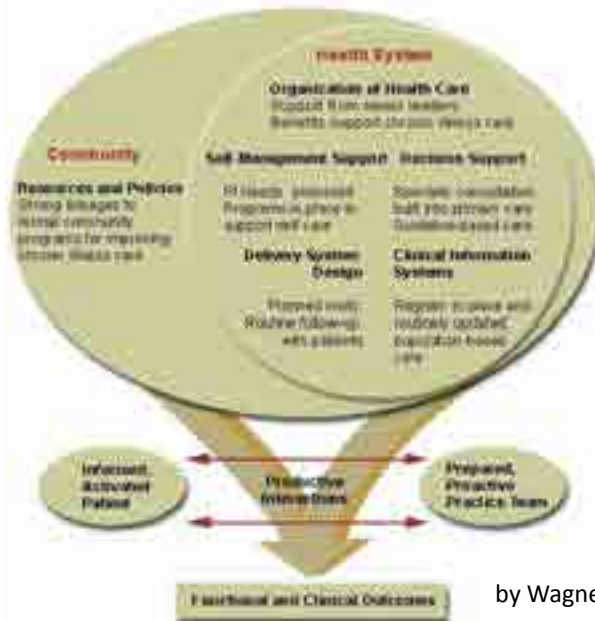 Health System
Organization of Health Care
Support from senior leaders
Benefits support chronic illness care
Community
Self-Management Support
Decision Support
Resources and Policies
Strong linkages to
community
programs for improving
chronic illness care
Pt needs assessed
Programs in place to
support self care
Specialist consultation
built into primary care
Guideline-based care
Delivery System
Design
Clinical Information
Systems
Planned visits
Routine follow-up
with patients
Register in place and
routinely updated
population-based
care
Informed,
Activated
Patient
Productive
Interactions
Prepared,
Proactive
Practice Team
Functional and Clinical Outcomes
by Wagne